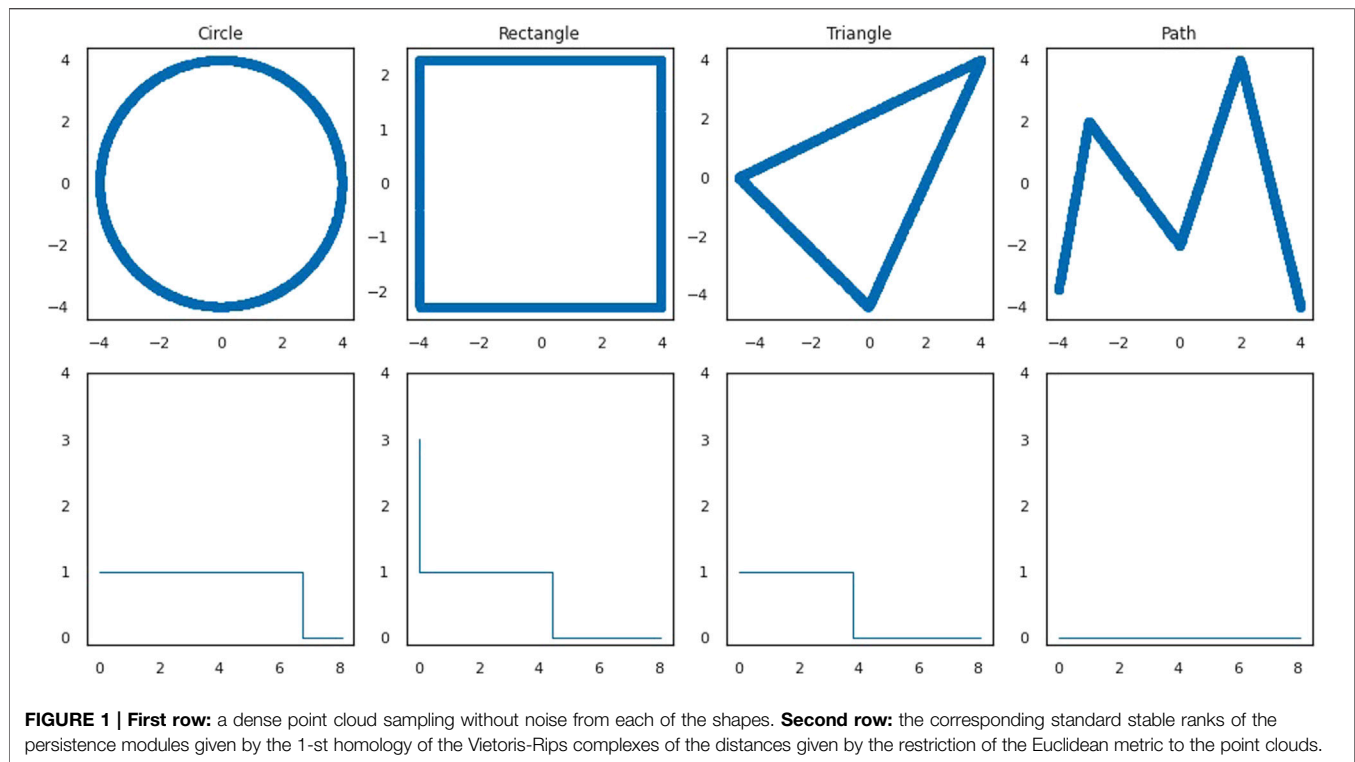 Circle Rectangle Triangle Path
4 2 4 4
2 1 2 2
0 0 0 0
−2 −1 −2 −2
−4 −2 −4 −4
−4 −2 0 2 4 −4 −2 0 2 4 −4 −2 0 2 4 −4 −2 0 2 4
4 4 4 4
3 3 3 3
2 2 2 2
1 1 1 1
0 0 0 0
0 2 4 6 8 0 2 4 6 8 0 2 4 6 8 0 2 4 6 8
FIGURE 1 | First row: a dense point cloud sampling without noise from each of the shapes. Second row: the corresponding standard stable ranks of the
persistence modules given by the 1-st homology of the Vietoris-Rips complexes of the distances given by the restriction of the Euclidean metric to the point clouds.